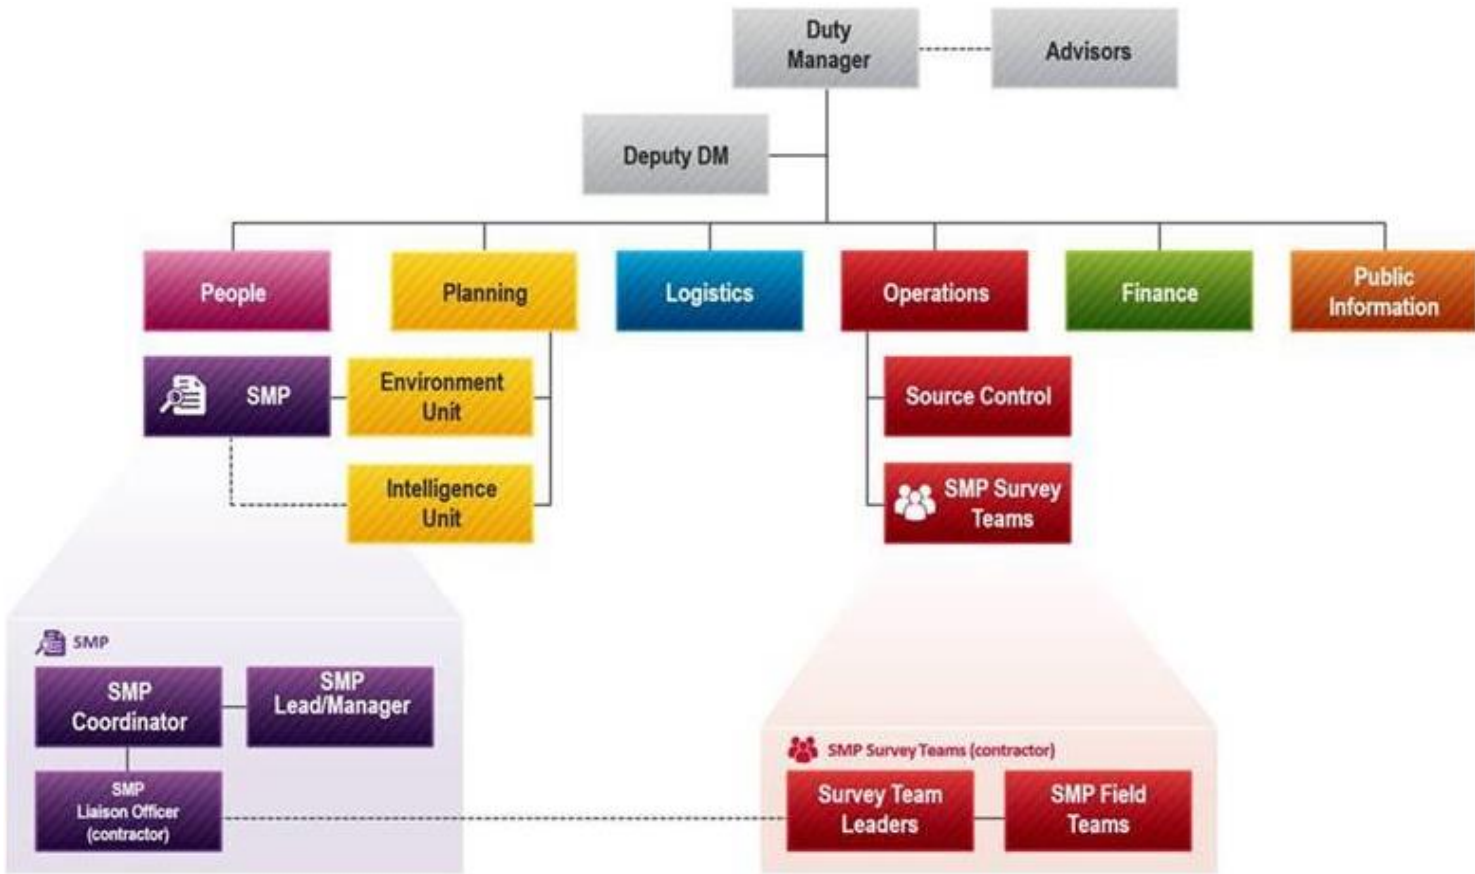 Duty
Manager
Advisors
Deputy DM
People
Planning
Logistics
Operations
Finance
Public
Information
SMP
Environment
Unit
Source Control
Intelligence
Unit
SMP Survey
Teams
SMP
SMP
Coordinator
SMP
Lead/Manager
SMP
Liaison Officer
(contractor)
SMP Survey Teams (contractor)
Survey Team
Leaders
SMP Field
Teams